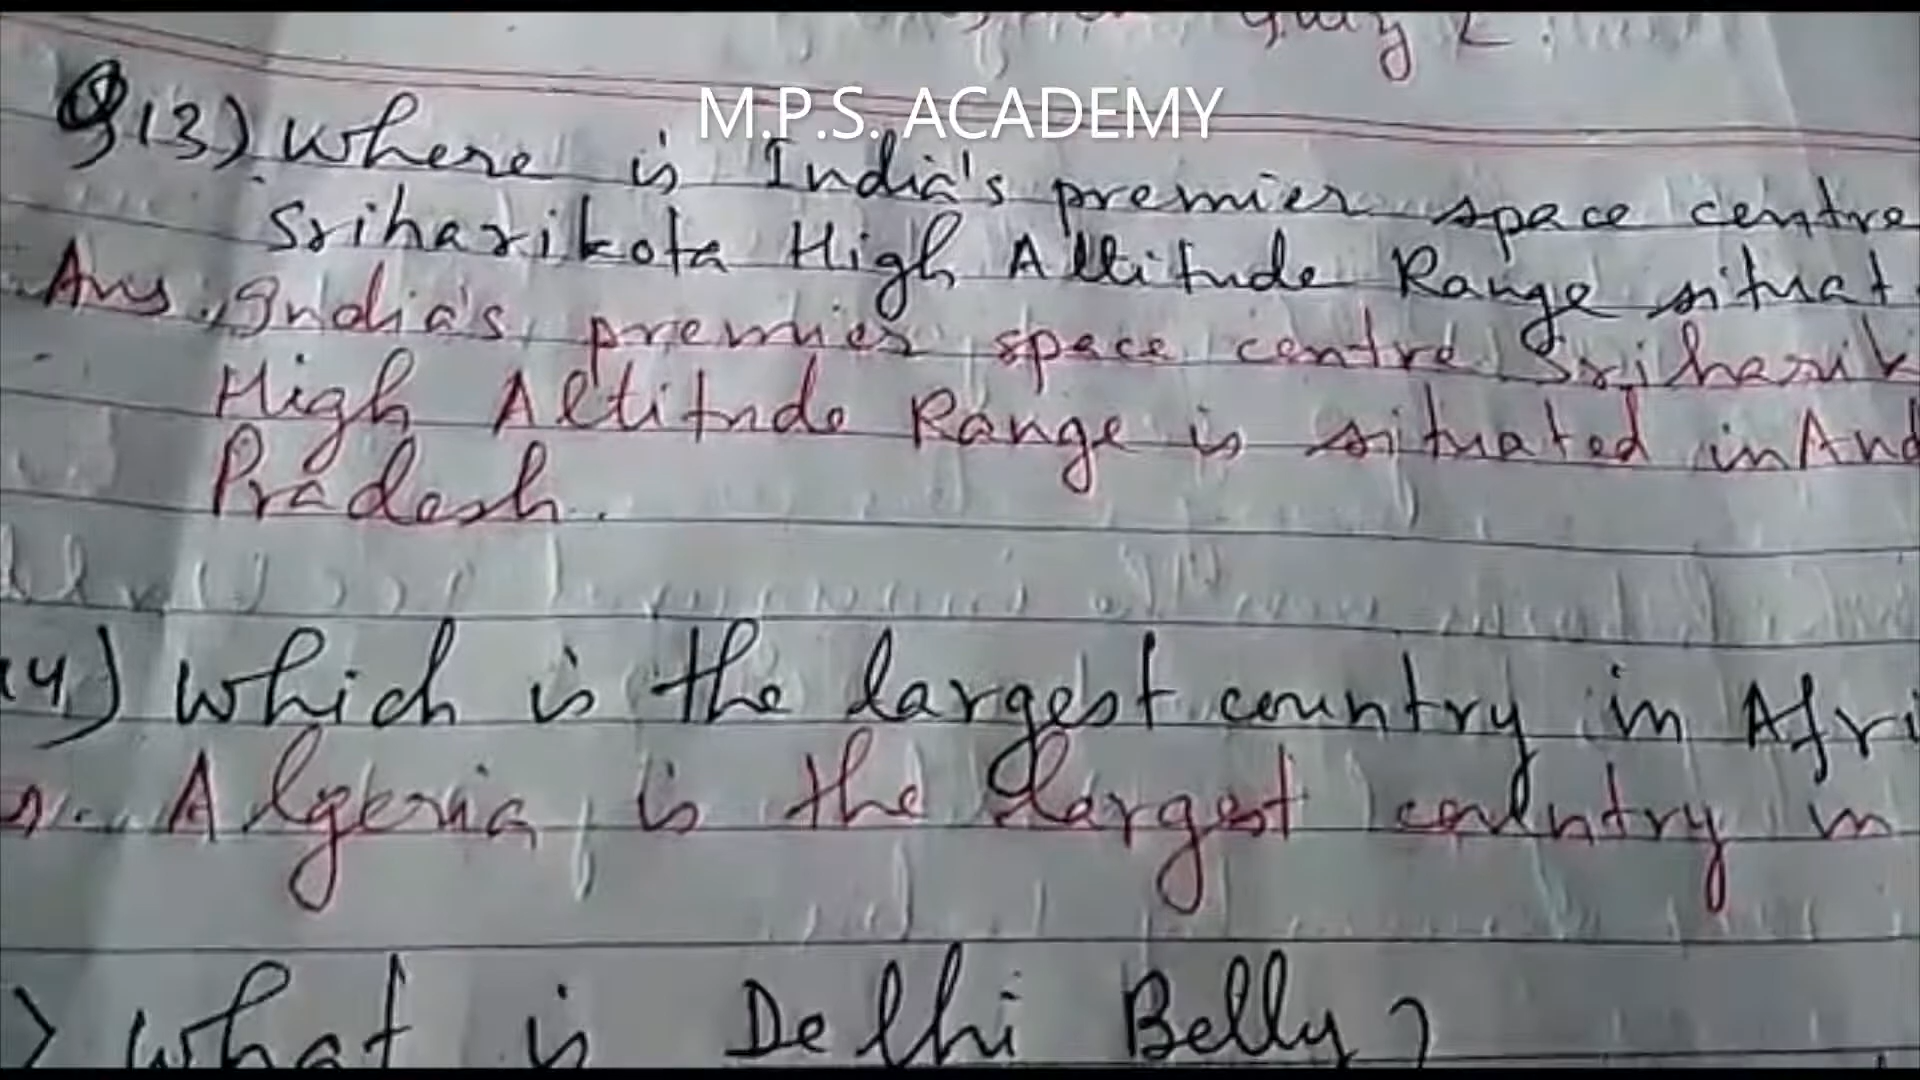 M.P.S. ACADEMY
Q13) Where is India's premier space centre
Sriharikota High Altitude Range situat
Ans. India's premier space centre Sriharik
High Altitude Range is situated in And
Pradesh.
14) Which is the largest country in Afri
s. Algeria is the largest country in
) What is Delhi Belly?